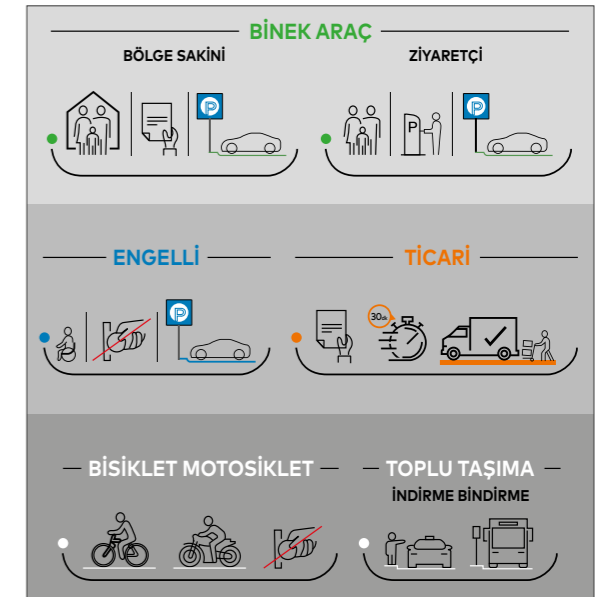 BİNEK ARAÇ
BÖLGE SAKİNİ
ZİYARETÇİ
P
P
P
ENGELLİ
TİCARİ
P
30dk
BİSİKLET MOTOSİKLET
TOPLU TAŞIMA
İNDİRME BİNDİRME